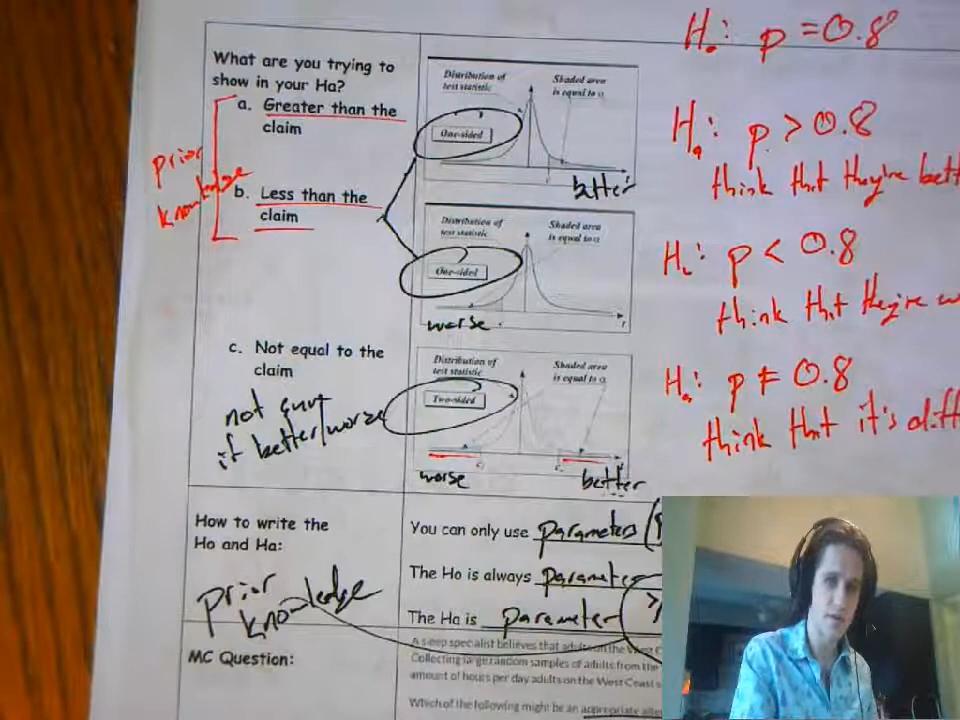 What are you trying to
show in your Ha?
a. Greater than the
claim
b. Less than the
claim
prior
knowledge
c. Not equal to the
claim
not sure
if better/worse
Distribution of
test statistic
Shaded area
is equal to α
One-sided
better
Distribution of
test statistic
Shaded area
is equal to α
One-sided
worse
t
Distribution of
test statistic
Shaded area
is equal to α
Two-sided
worse
better
H₀: p = 0.8
Hₐ: p > 0.8
think that they're bett
Hₐ: p < 0.8
think that they're wo
Hₐ: p ≠ 0.8
think that it's diff
How to write the
Ho and Ha:
prior
knowledge
You can only use parameters
The Ho is always parameter
The Ha is parameter
MC Question:
A sleep specialist believes that adults on the West C
Collecting large random samples of adults from the
amount of hours per day adults on the West Coast s
Which of the following might be an appropriate alter